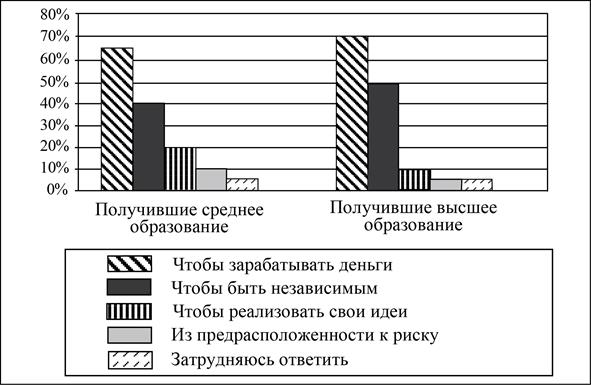 80%
70%
60%
50%
40%
30%
20%
10%
0%
Получившие среднее
образование
Получившие высшее
образование
Чтобы зарабатывать деньги
Чтобы быть независимым
Чтобы реализовать свои идеи
Из предрасположенности к риску
Затрудняюсь ответить